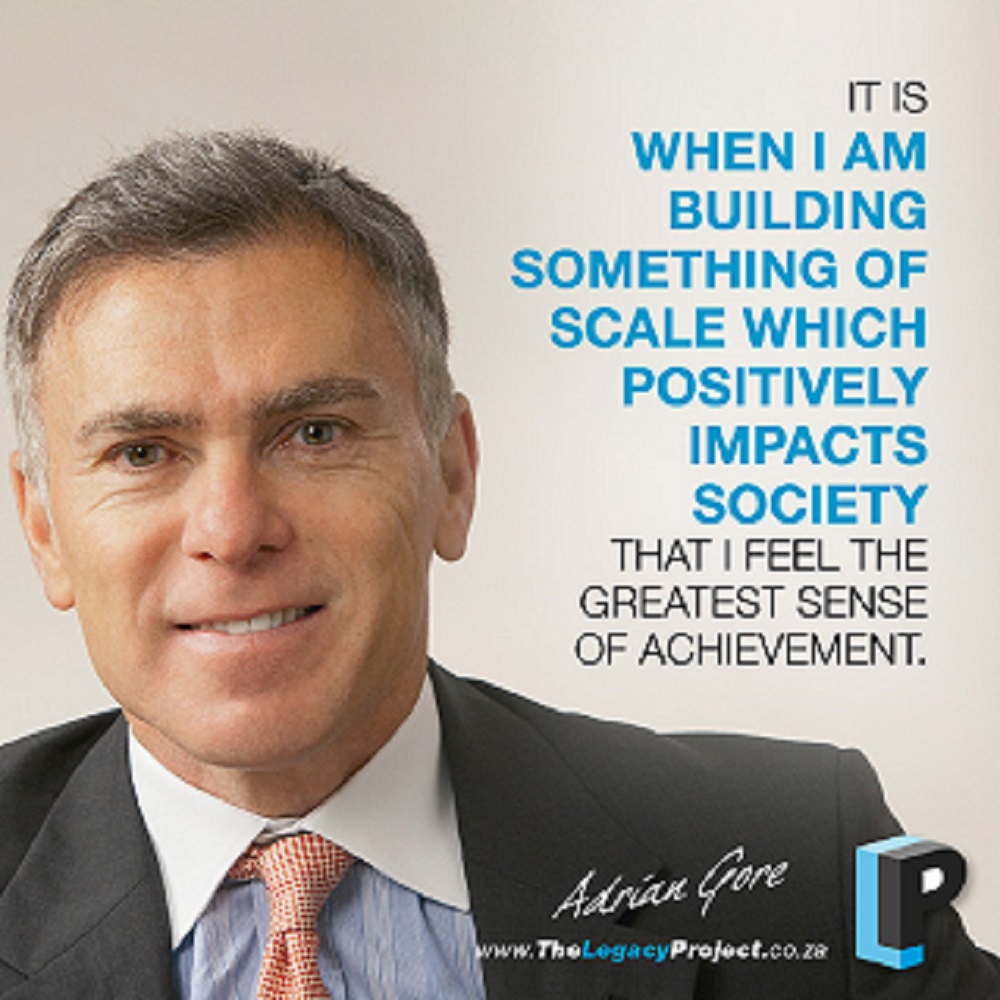 IT IS
WHEN I AM
BUILDING
SOMETHING OF
SCALE WHICH
POSITIVELY
IMPACTS
SOCIETY
THAT I FEEL THE
GREATEST SENSE
OF ACHIEVEMENT.
Adrian Gore
www.TheLegacyProject.co.za
LP